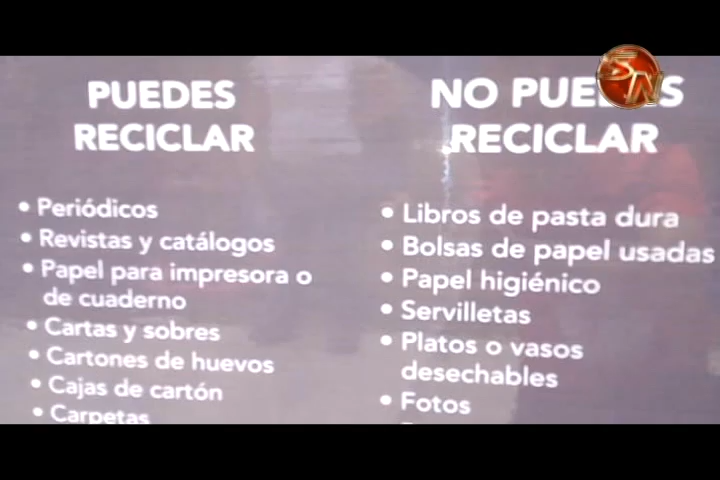 PUEDES
RECICLAR
• Periódicos
• Revistas y catálogos
• Papel para impresora o
de cuaderno
• Cartas y sobres
• Cartones de huevos
• Cajas de cartón
• Carpetas
NO PUEDES
RECICLAR
• Libros de pasta dura
• Bolsas de papel usadas
• Papel higiénico
• Servilletas
• Platos o vasos
desechables
• Fotos
SN